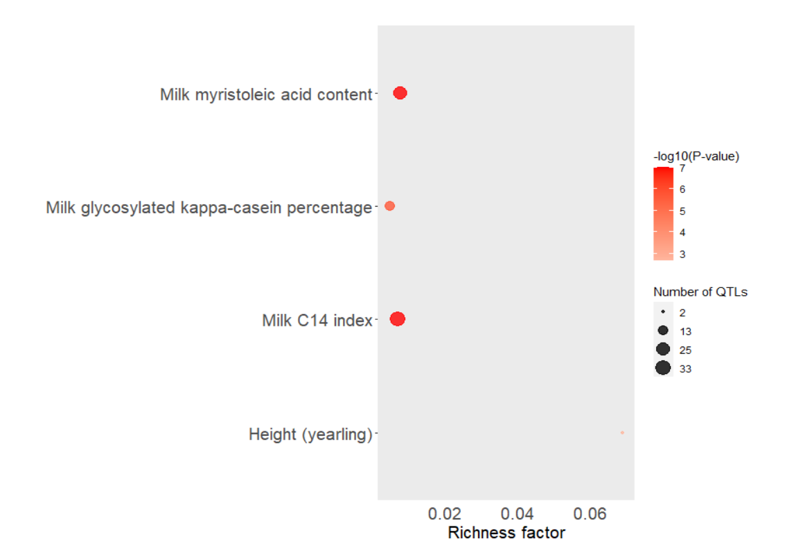 Milk myristoleic acid content
Milk glycosylated kappa-casein percentage
Milk C14 index
Height (yearling)
0.02 0.04 0.06
Richness factor
-log10(P-value)
7
6
5
4
3
Number of QTLs
2
13
25
33